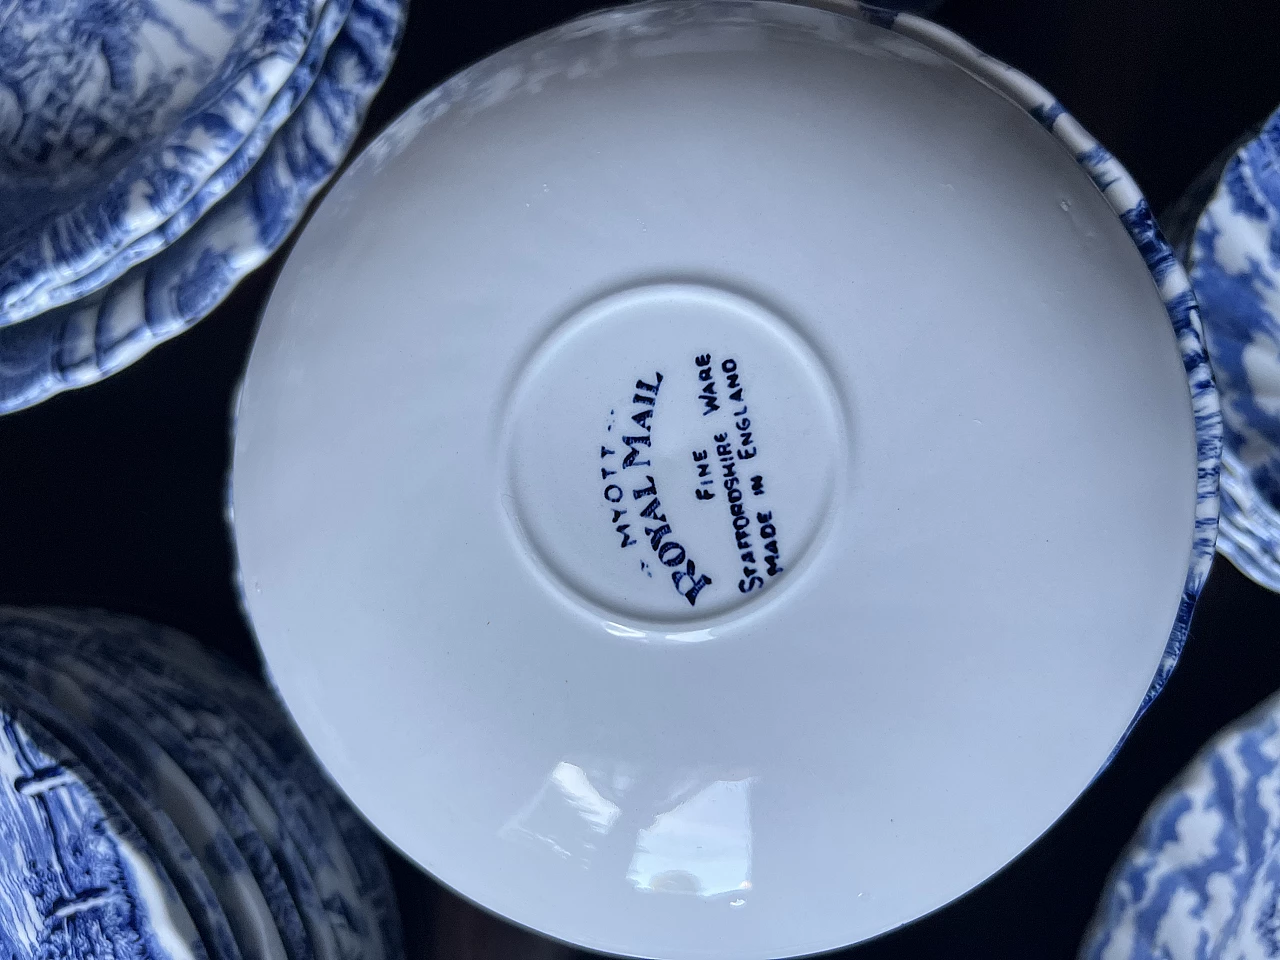 "MYOTT"
ROYAL MAIL
FINE WARE
STAFFORDSHIRE
MADE IN ENGLAND